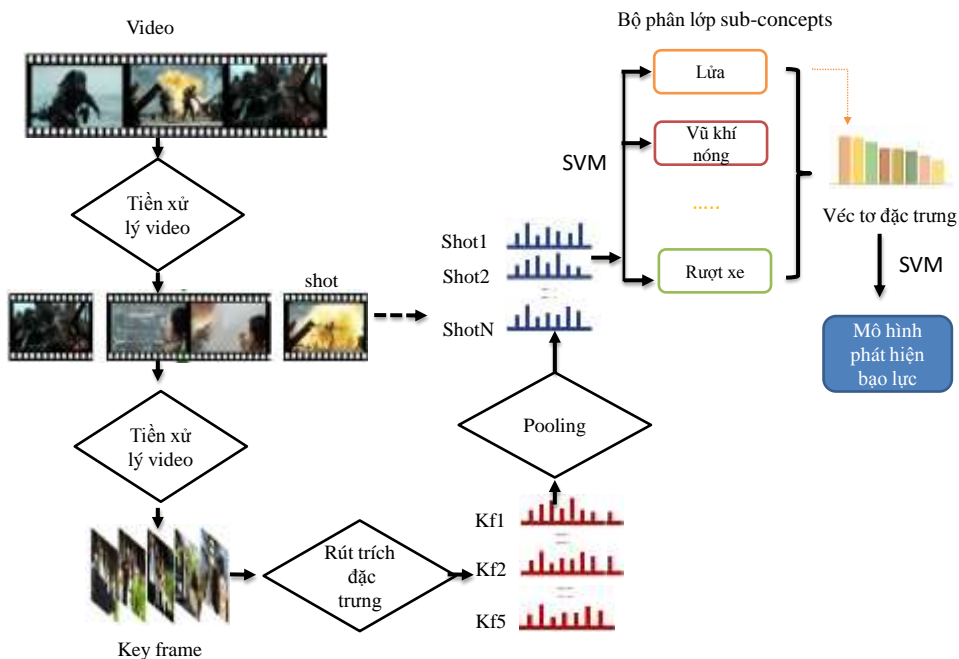 Video
Tiền xử
lý video
shot
Tiền xử
lý video
Key frame
Rút trích
đặc
trưng
Kf1
Kf2
Kf5
Pooling
Shot1
Shot2
ShotN
SVM
Bộ phân lớp sub-concepts
Lửa
Vũ khí
nóng
.....
Rượt xe
Véc tơ đặc trưng
SVM
Mô hình
phát hiện
bạo lực